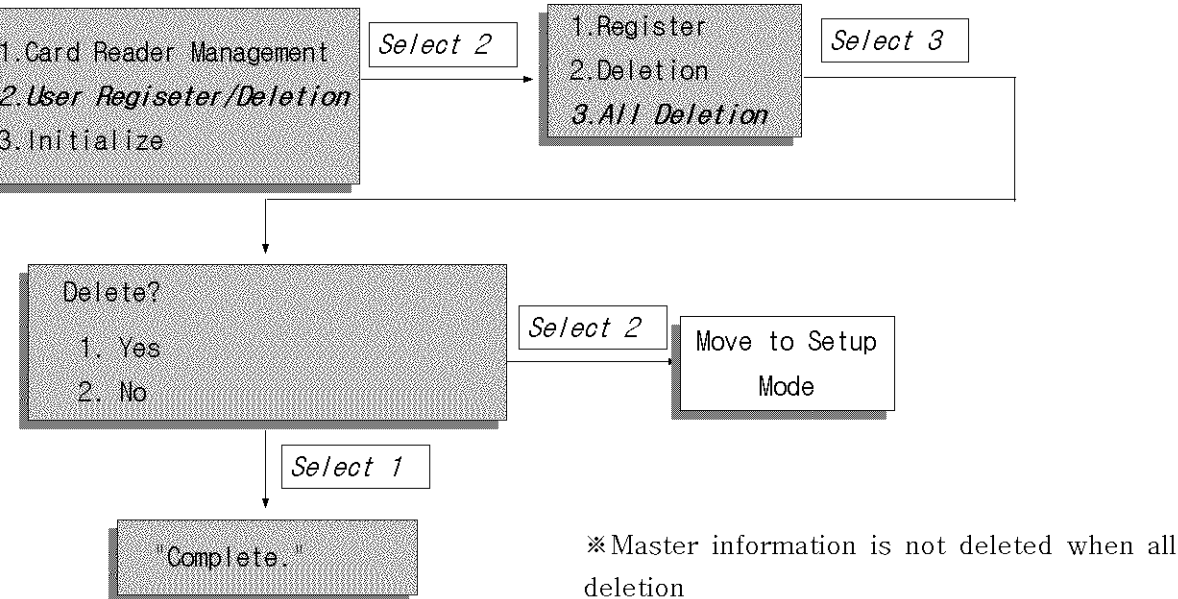 1.Card Reader Management
2.User Regiseter/Deletion
3.Initialize
Select 2
1.Register
2.Deletion
3.All Deletion
Select 3
Delete?
1. Yes
2. No
Select 2
Move to Setup
Mode
Select 1
"Complete."
※Master information is not deleted when all
deletion